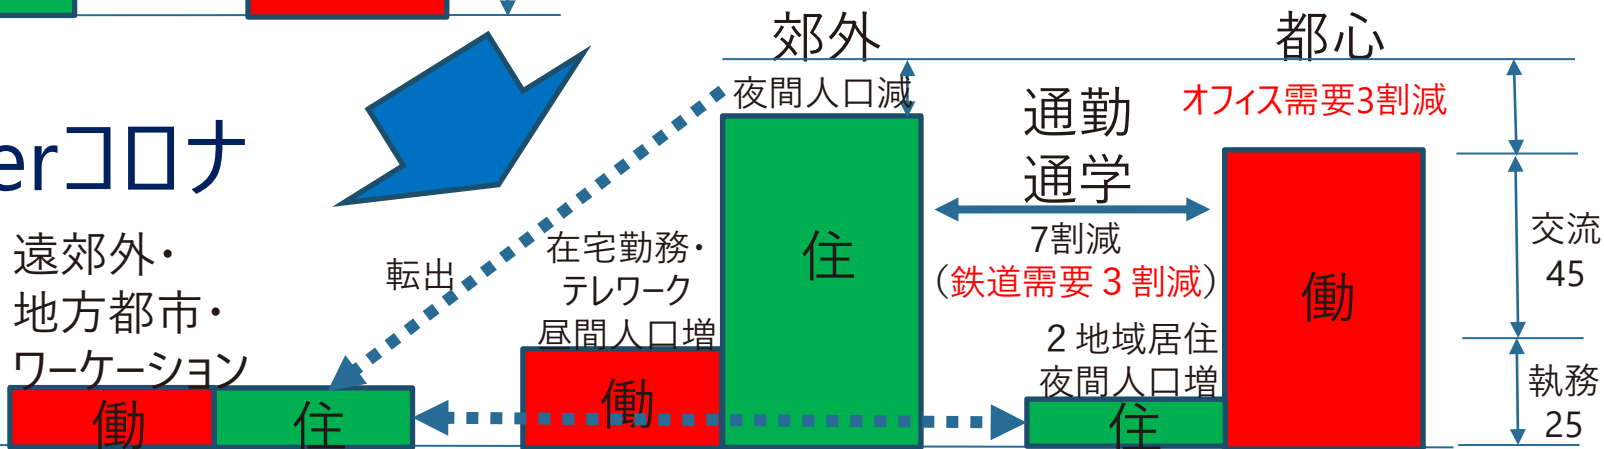 郊外
都心
夜間人口減
オフィス需要3割減
通勤
通学
erコロナ
7割減
（鉄道需要３割減）
交流
45
遠郊外・
地方都市・
ワーケーション
転出
在宅勤務・
テレワーク
昼間人口増
住
働
２地域居住
夜間人口増
執務
25
働
住
働
住